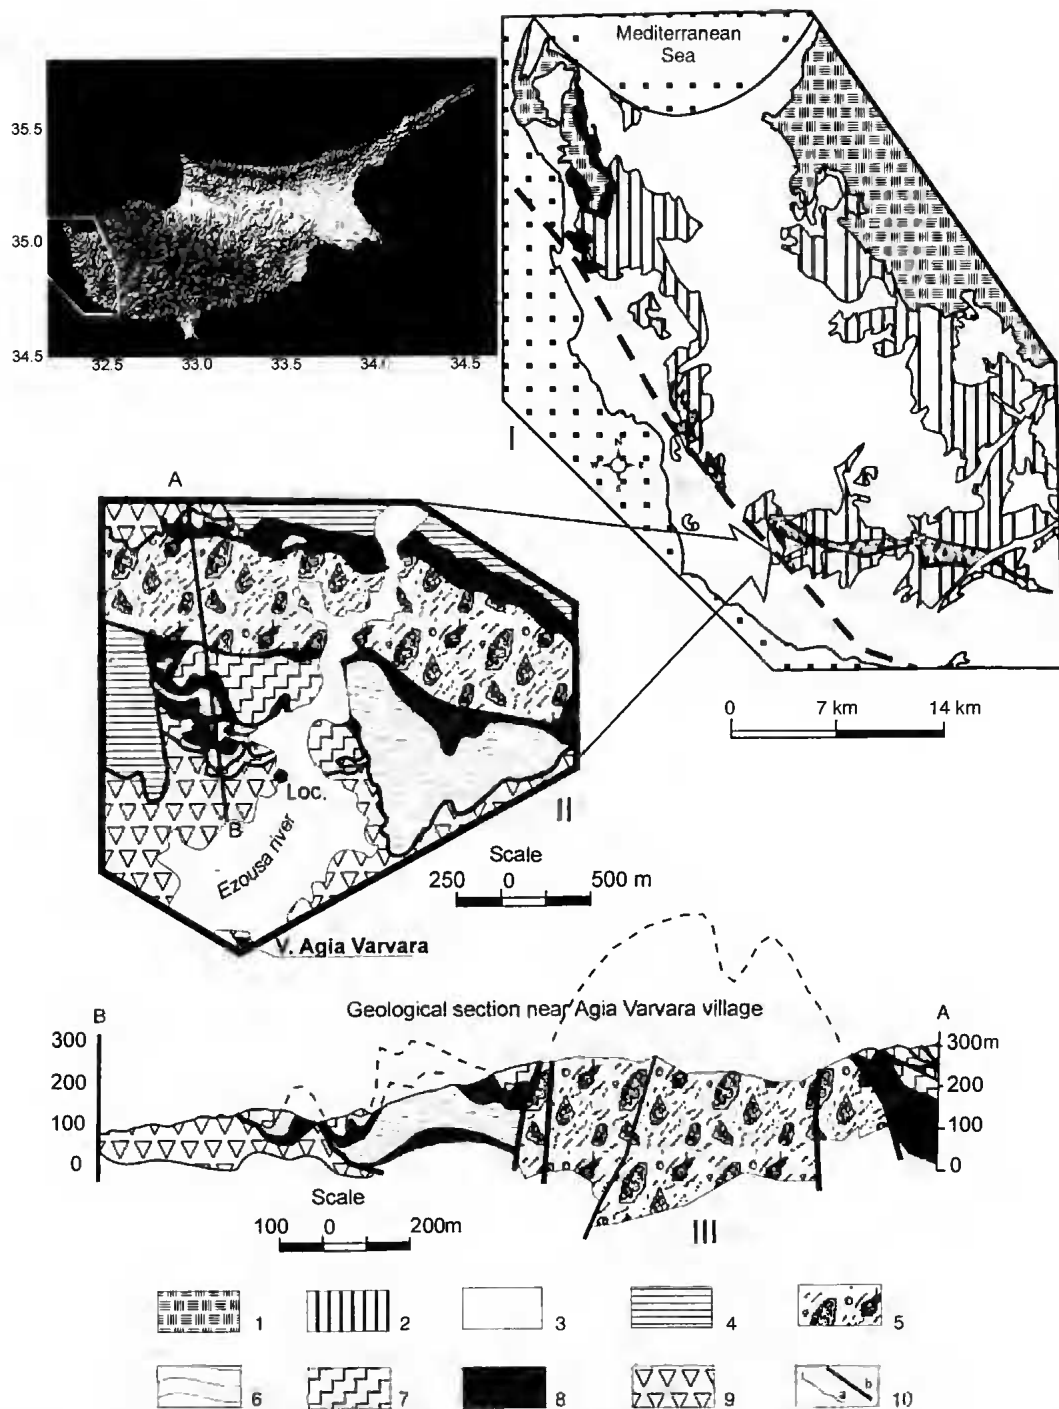 Mediterranean
Sea
35.5
35.0
34.5
32.5 33.0 33.5 34.0 34.5
I
N
W E
S
0 7 km 14 km
A
Loc.
B
Ezousa river
II
Scale
250 0 500 m
V. Agia Varvara
Geological section near Agia Varvara village
B
A
300
200
100
0
300m
200
100
0
Scale
100 0 200m
III
1 2 3 4 5
6 7 8 9 a b 10